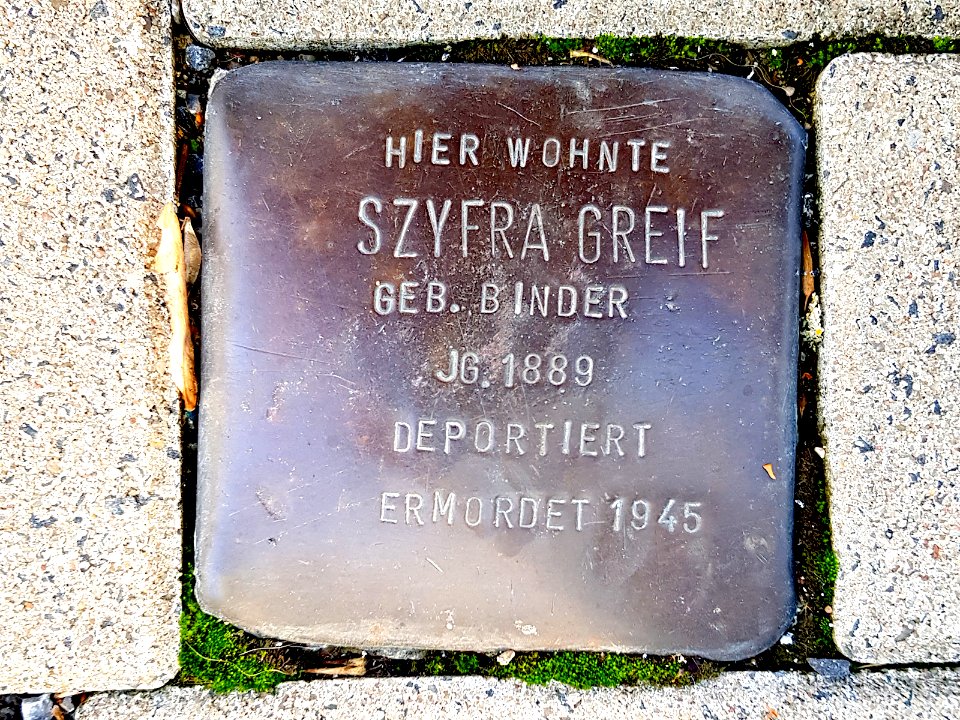 HIER WOHNTE
SZYFRA GREIF
GEB. BINDER
JG. 1889
DEPORTIERT
ERMORDET 1945